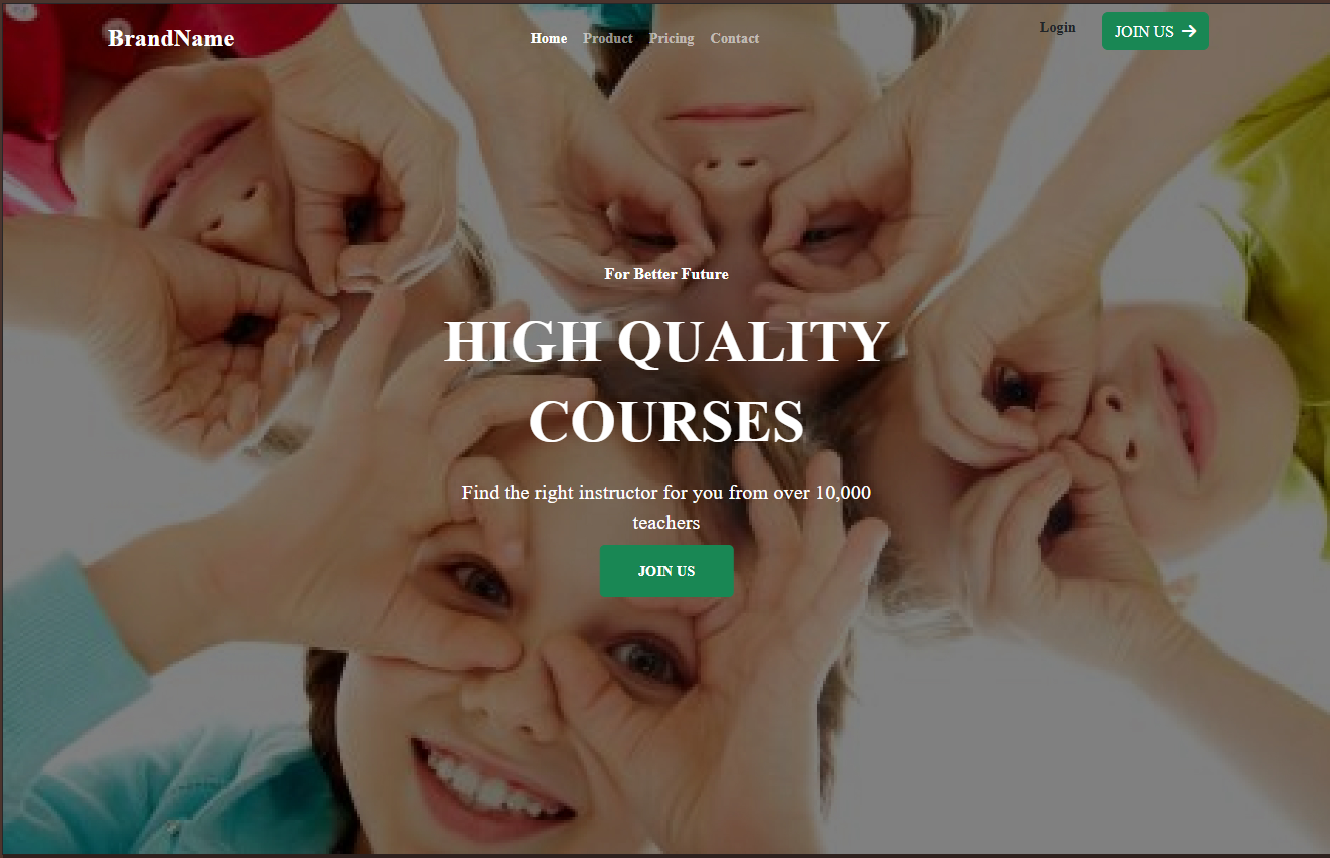 BrandName
Home Product Pricing Contact
Login
JOIN US
For Better Future
HIGH QUALITY
COURSES
Find the right instructor for you from over 10,000
teachers
JOIN US